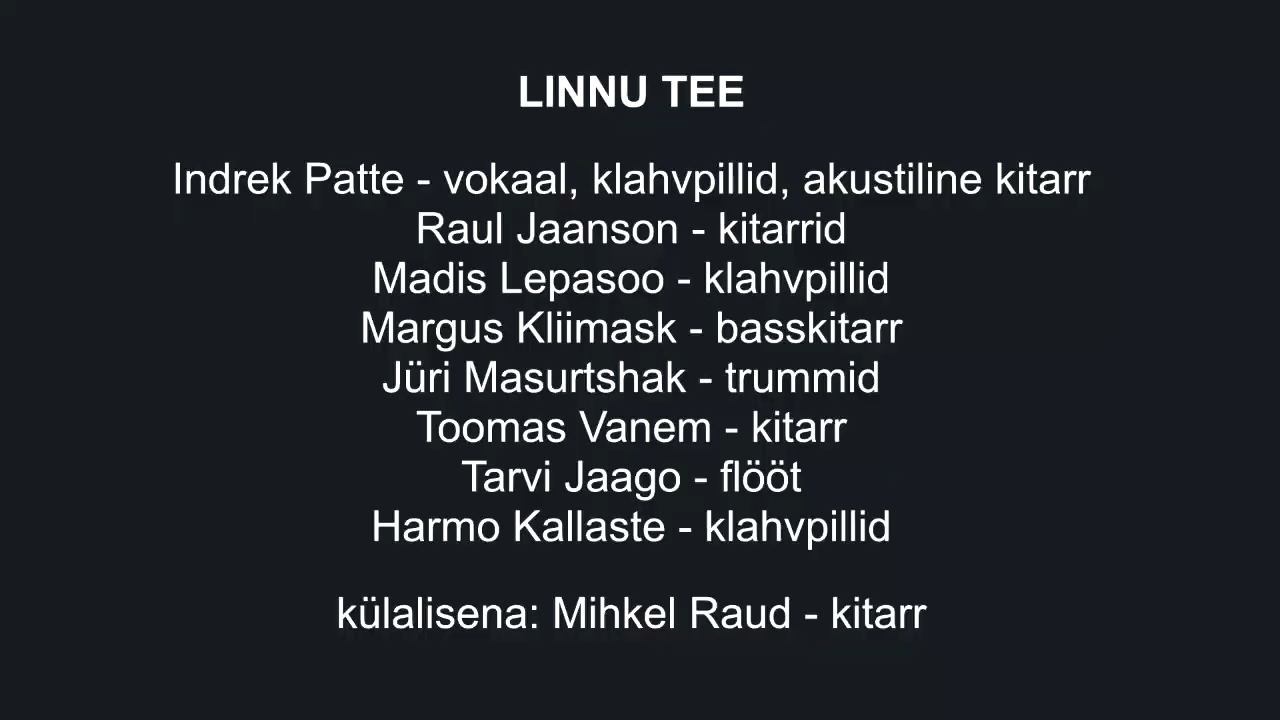 LINNU TEE
Indrek Patte - vokaal, klahvpillid, akustiline kitarr
Raul Jaanson - kitarrid
Madis Lepasoo - klahvpillid
Margus Kliimask - basskitarr
Jüri Masurtshak - trummid
Toomas Vanem - kitarr
Tarvi Jaago - flööt
Harmo Kallaste - klahvpillid
külalisena: Mihkel Raud - kitarr